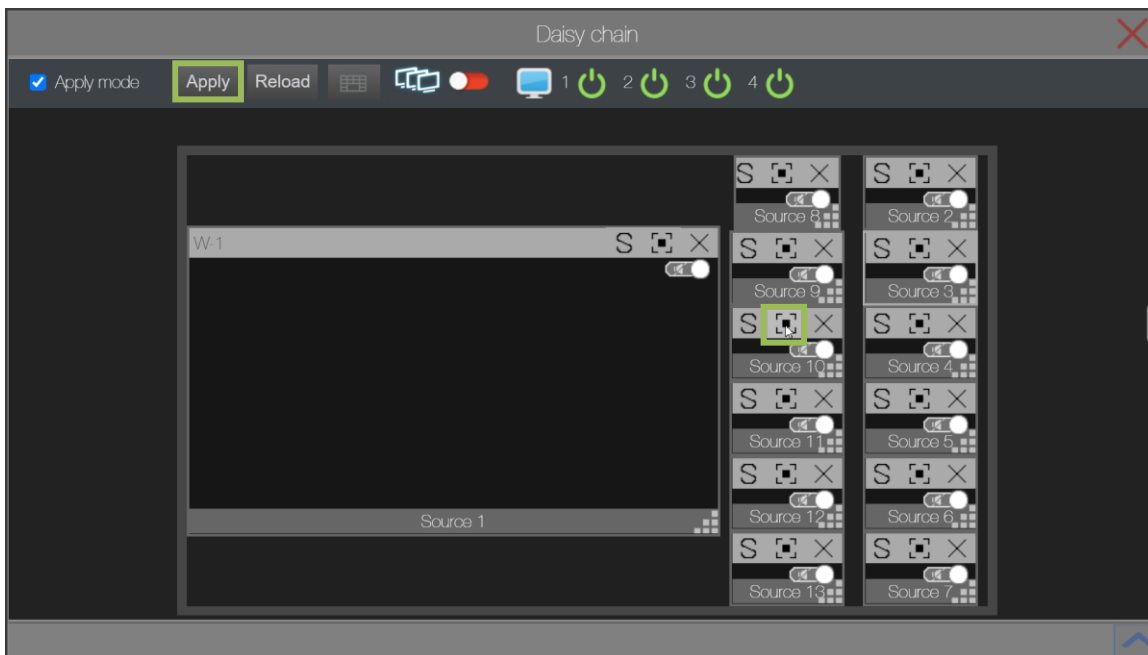 Daisy chain
Apply mode Apply Reload 1 2 3 4
S S
Source 8 Source 2
W-1 S S S
Source 9 Source 3
S S
Source 10 Source 4
S S
Source 11 Source 5
S S
Source 1 Source 12 Source 6
S S
Source 13 Source 7